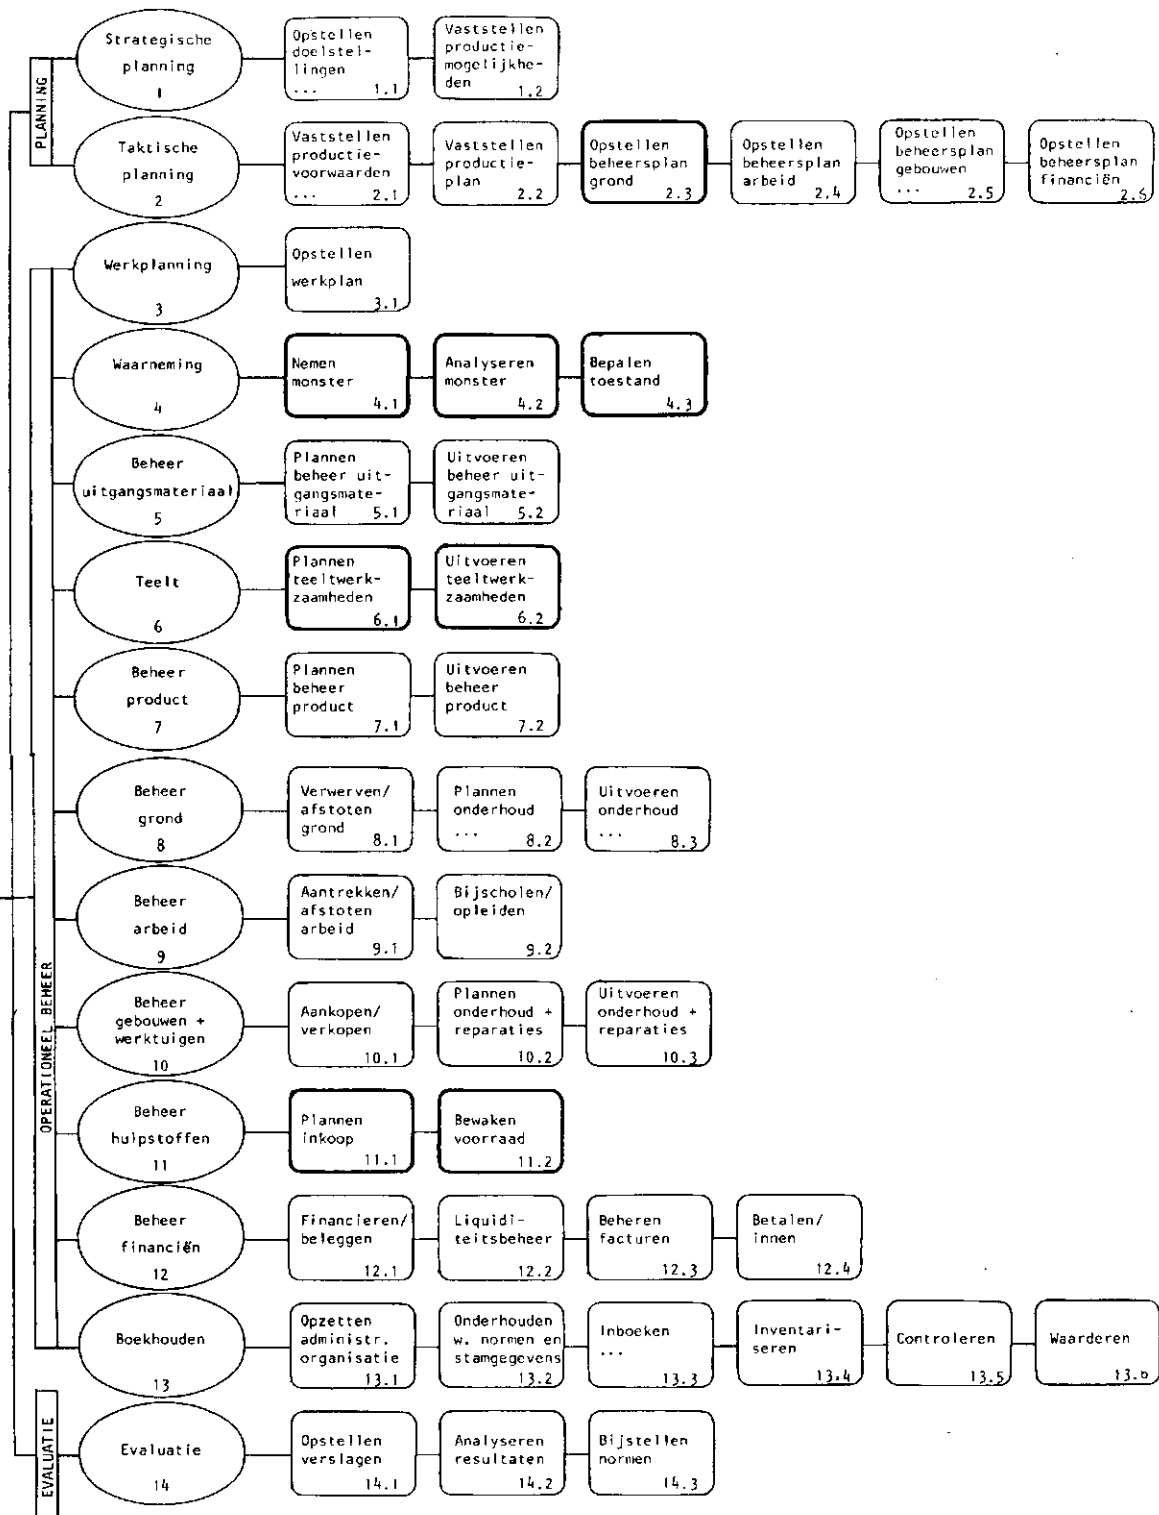 PLANNING
Strategische
planning
1
Opstellen
doelstel-
lingen
... 1.1
Vaststellen
productie-
mogelijkhe-
den 1.2
Taktische
planning
2
Vaststellen
productie-
voorwaarden
... 2.1
Vaststellen
productie-
plan 2.2
Opstellen
beheersplan
grond 2.3
Opstellen
beheersplan
arbeid 2.4
Opstellen
beheersplan
gebouwen
... 2.5
Opstellen
beheersplan
financiën 2.6
OPERATIONEEL BEHEER
Werkplanning
3
Opstellen
werkplan
3.1
Waarneming
4
Nemen
monster
4.1
Analyseren
monster
4.2
Bepalen
toestand
4.3
Beheer
uitgangsmateriaal
5
Plannen
beheer uit-
gangsmate-
riaal 5.1
Uitvoeren
beheer uit-
gangsmate-
riaal 5.2
Teelt
6
Plannen
teeltwerk-
zaamheden
6.1
Uitvoeren
teeltwerk-
zaamheden
6.2
Beheer
product
7
Plannen
beheer
product
7.1
Uitvoeren
beheer
product
7.2
Beheer
grond
8
Verwerven/
afstoten
grond 8.1
Plannen
onderhoud
... 8.2
Uitvoeren
onderhoud
... 8.3
Beheer
arbeid
9
Aantrekken/
afstoten
arbeid
9.1
Bijscholen/
opleiden
9.2
Beheer
gebouwen +
werktuigen
10
Aankopen/
verkopen
10.1
Plannen
onderhoud +
reparaties
10.2
Uitvoeren
onderhoud +
reparaties
10.3
Beheer
hulpstoffen
11
Plannen
inkoop
11.1
Bewaken
voorraad
11.2
Beheer
financiën
12
Financieren/
beleggen
12.1
Liquidi-
teitsbeheer
12.2
Beheren
facturen
12.3
Betalen/
innen
12.4
Boekhouden
13
Opzetten
administr.
organisatie
13.1
Onderhouden
w. normen en
stamgegevens
13.2
Inboeken
...
13.3
Inventari-
seren
13.4
Controleren
13.5
Waarderen
13.6
EVALUATIE
Evaluatie
14
Opstellen
verslagen
14.1
Analyseren
resultaten
14.2
Bijstellen
normen
14.3